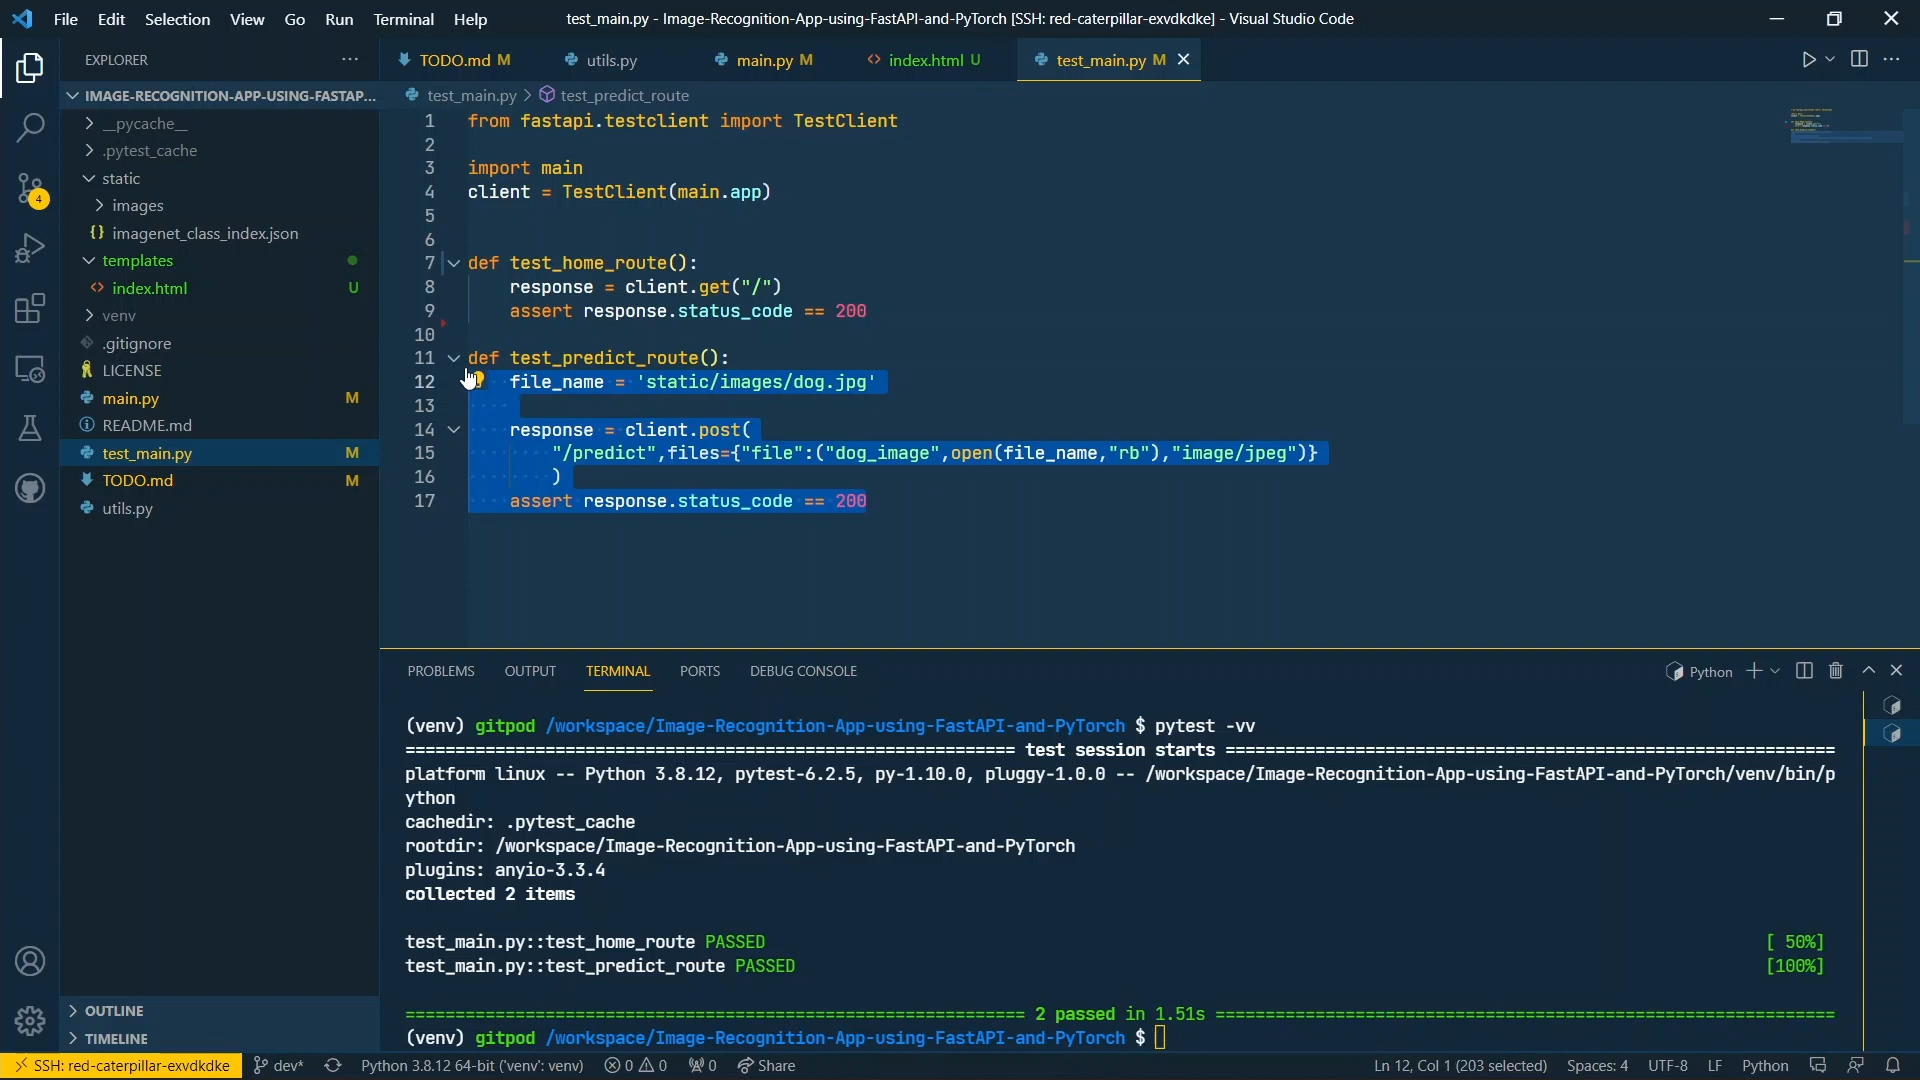 File Edit Selection View Go Run Terminal Help
test_main.py - Image-Recognition-App-using-FastAPI-and-PyTorch [SSH: red-caterpillar-exvdkdke] - Visual Studio Code
EXPLORER
TODO.md M
utils.py
main.py M
index.html U
test_main.py M
IMAGE-RECOGNITION-APP-USING-FASTAP...
__pycache__
.pytest_cache
static
images
imagenet_class_index.json
templates
index.html U
venv
.gitignore
LICENSE
main.py M
README.md
test_main.py M
TODO.md M
utils.py
OUTLINE
TIMELINE
4
test_main.py > test_predict_route
1 from fastapi.testclient import TestClient
2
3 import main
4 client = TestClient(main.app)
5
6
7 def test_home_route():
8 response = client.get("/")
9 assert response.status_code == 200
10
11 def test_predict_route():
12 file_name = 'static/images/dog.jpg'
13
14 response = client.post(
15 "/predict",files={"file":("dog_image",open(file_name,"rb"),"image/jpeg")}
16 )
17 assert response.status_code == 200
PROBLEMS OUTPUT TERMINAL PORTS DEBUG CONSOLE
Python
(venv) gitpod /workspace/Image-Recognition-App-using-FastAPI-and-PyTorch $ pytest -vv
============================================================= test session starts =============================================================
platform linux -- Python 3.8.12, pytest-6.2.5, py-1.10.0, pluggy-1.0.0 -- /workspace/Image-Recognition-App-using-FastAPI-and-PyTorch/venv/bin/p
ython
cachedir: .pytest_cache
rootdir: /workspace/Image-Recognition-App-using-FastAPI-and-PyTorch
plugins: anyio-3.3.4
collected 2 items
test_main.py::test_home_route PASSED [ 50%]
test_main.py::test_predict_route PASSED [100%]
============================================================== 2 passed in 1.51s ==============================================================
(venv) gitpod /workspace/Image-Recognition-App-using-FastAPI-and-PyTorch $
SSH: red-caterpillar-exvdkdke dev* Python 3.8.12 64-bit ('venv': venv) 0 0 0 Share Ln 12, Col 1 (203 selected) Spaces: 4 UTF-8 LF Python